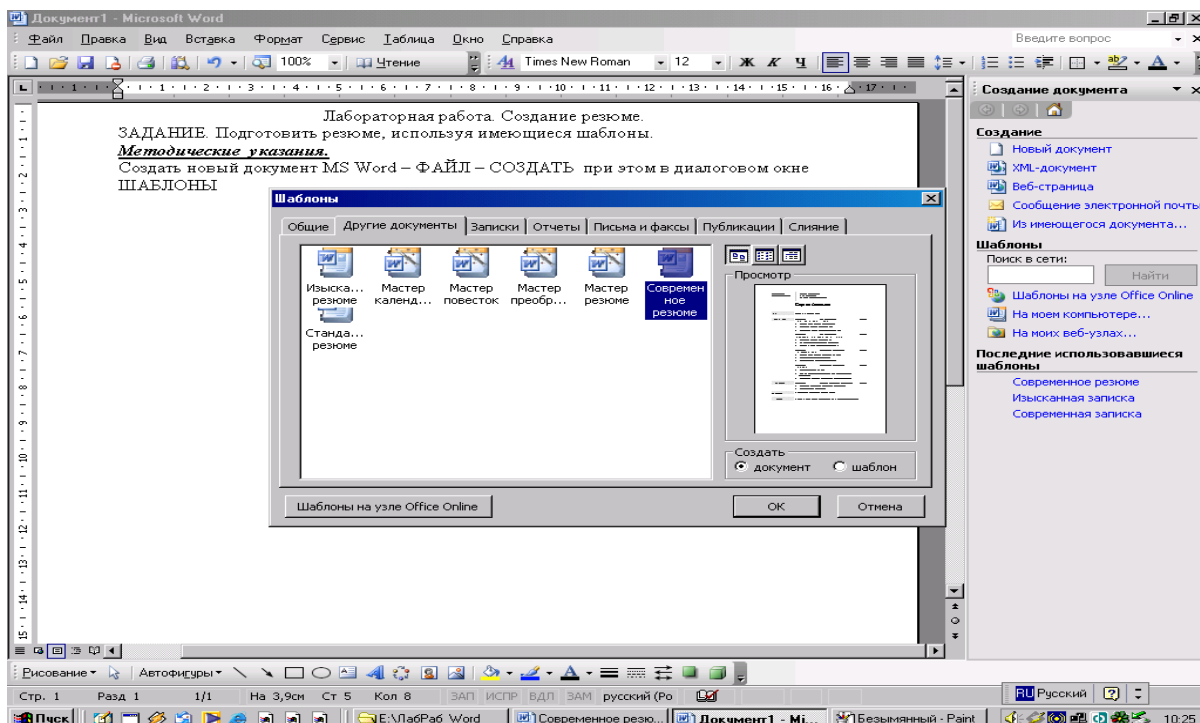 Документ1 - Microsoft Word
Файл Правка Вид Вставка Формат Сервис Таблица Окно Справка
Введите вопрос
100% Чтение Times New Roman 12 Ж К Ч
Лабораторная работа. Создание резюме.
ЗАДАНИЕ. Подготовить резюме, используя имеющиеся шаблоны.
Методические указания.
Создать новый документ MS Word – ФАЙЛ – СОЗДАТЬ при этом в диалоговом окне
ШАБЛОНЫ
Шаблоны
Общие Другие документы Записки Отчеты Письма и факсы Публикации Слияние
Изыска... резюме
Мастер календ...
Мастер повесток
Мастер преобр...
Мастер резюме
Современ ное резюме
Станда... резюме
Просмотр
Создать
документ шаблон
Шаблоны на узле Office Online
ОК Отмена
Создание документа
Создание
Новый документ
XML-документ
Веб-страница
Сообщение электронной почты
Из имеющегося документа...
Шаблоны
Поиск в сети:
Найти
Шаблоны на узле Office Online
На моем компьютере...
На моих веб-узлах...
Последние использовавшиеся
шаблоны
Современное резюме
Изысканная записка
Современная записка
Рисование Автофигуры
Стр. 1 Разд 1 1/1 На 3,9см Ст 5 Кол 8 ЗАП ИСПР ВДЛ ЗАМ русский (Ро
RU Русский
Пуск E:\ЛабРаб_Word Современное резю... Документ1 - Mi... Безымянный - Paint 10:25